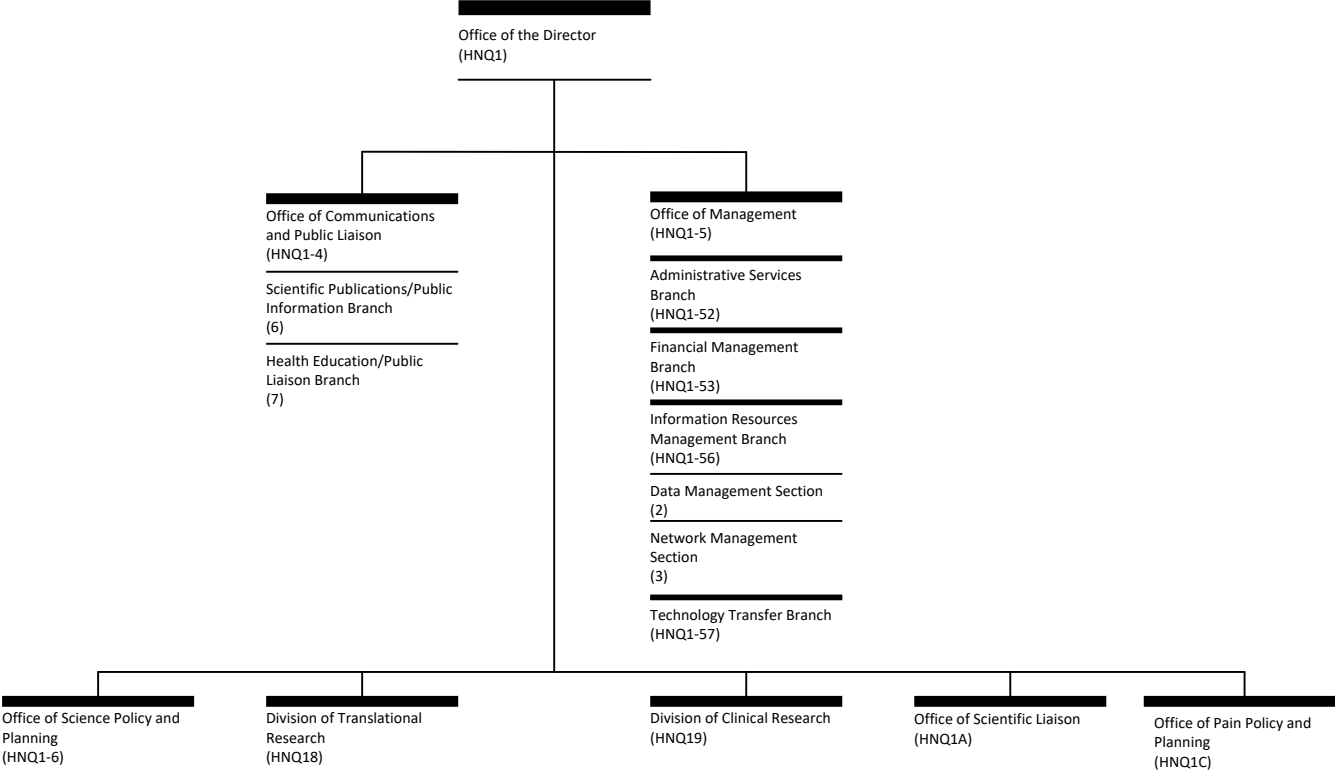 Office of the Director
(HNQ1)
Office of Communications
and Public Liaison
(HNQ1-4)
Scientific Publications/Public
Information Branch
(6)
Health Education/Public
Liaison Branch
(7)
Office of Management
(HNQ1-5)
Administrative Services
Branch
(HNQ1-52)
Financial Management
Branch
(HNQ1-53)
Information Resources
Management Branch
(HNQ1-56)
Data Management Section
(2)
Network Management
Section
(3)
Technology Transfer Branch
(HNQ1-57)
Office of Science Policy and
Planning
(HNQ1-6)
Division of Translational
Research
(HNQ18)
Division of Clinical Research
(HNQ19)
Office of Scientific Liaison
(HNQ1A)
Office of Pain Policy and
Planning
(HNQ1C)